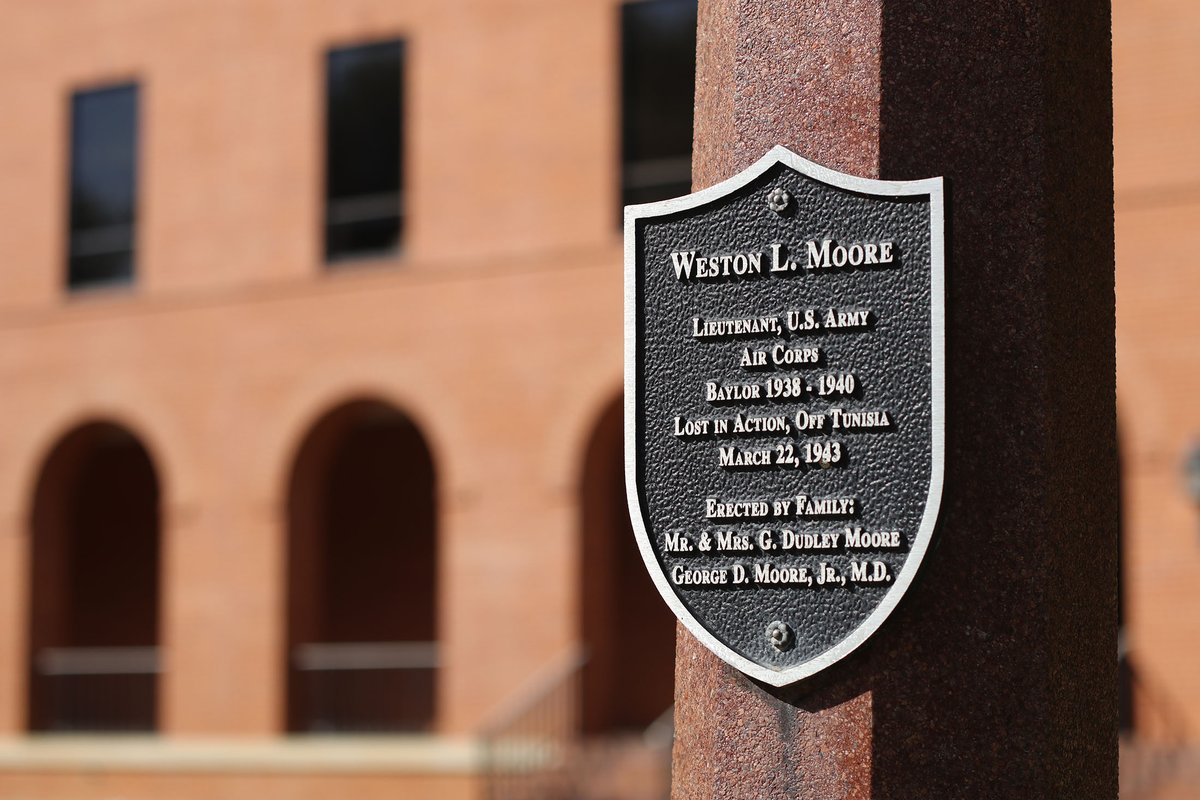 Weston L. Moore
Lieutenant, U.S. Army
Air Corps
Baylor 1938 - 1940
Lost in Action, Off Tunisia
March 22, 1943
Erected by Family:
Mr. & Mrs. G. Dudley Moore
George D. Moore, Jr., M.D.